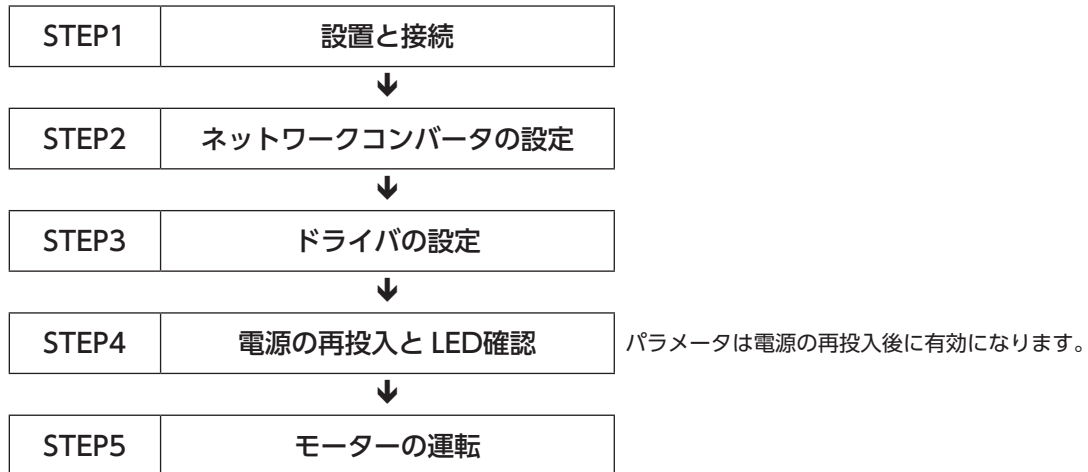 STEP1 設置と接続
STEP2 ネットワークコンバータの設定
STEP3 ドライバの設定
STEP4 電源の再投入と LED確認 パラメータは電源の再投入後に有効になります。
STEP5 モーターの運転